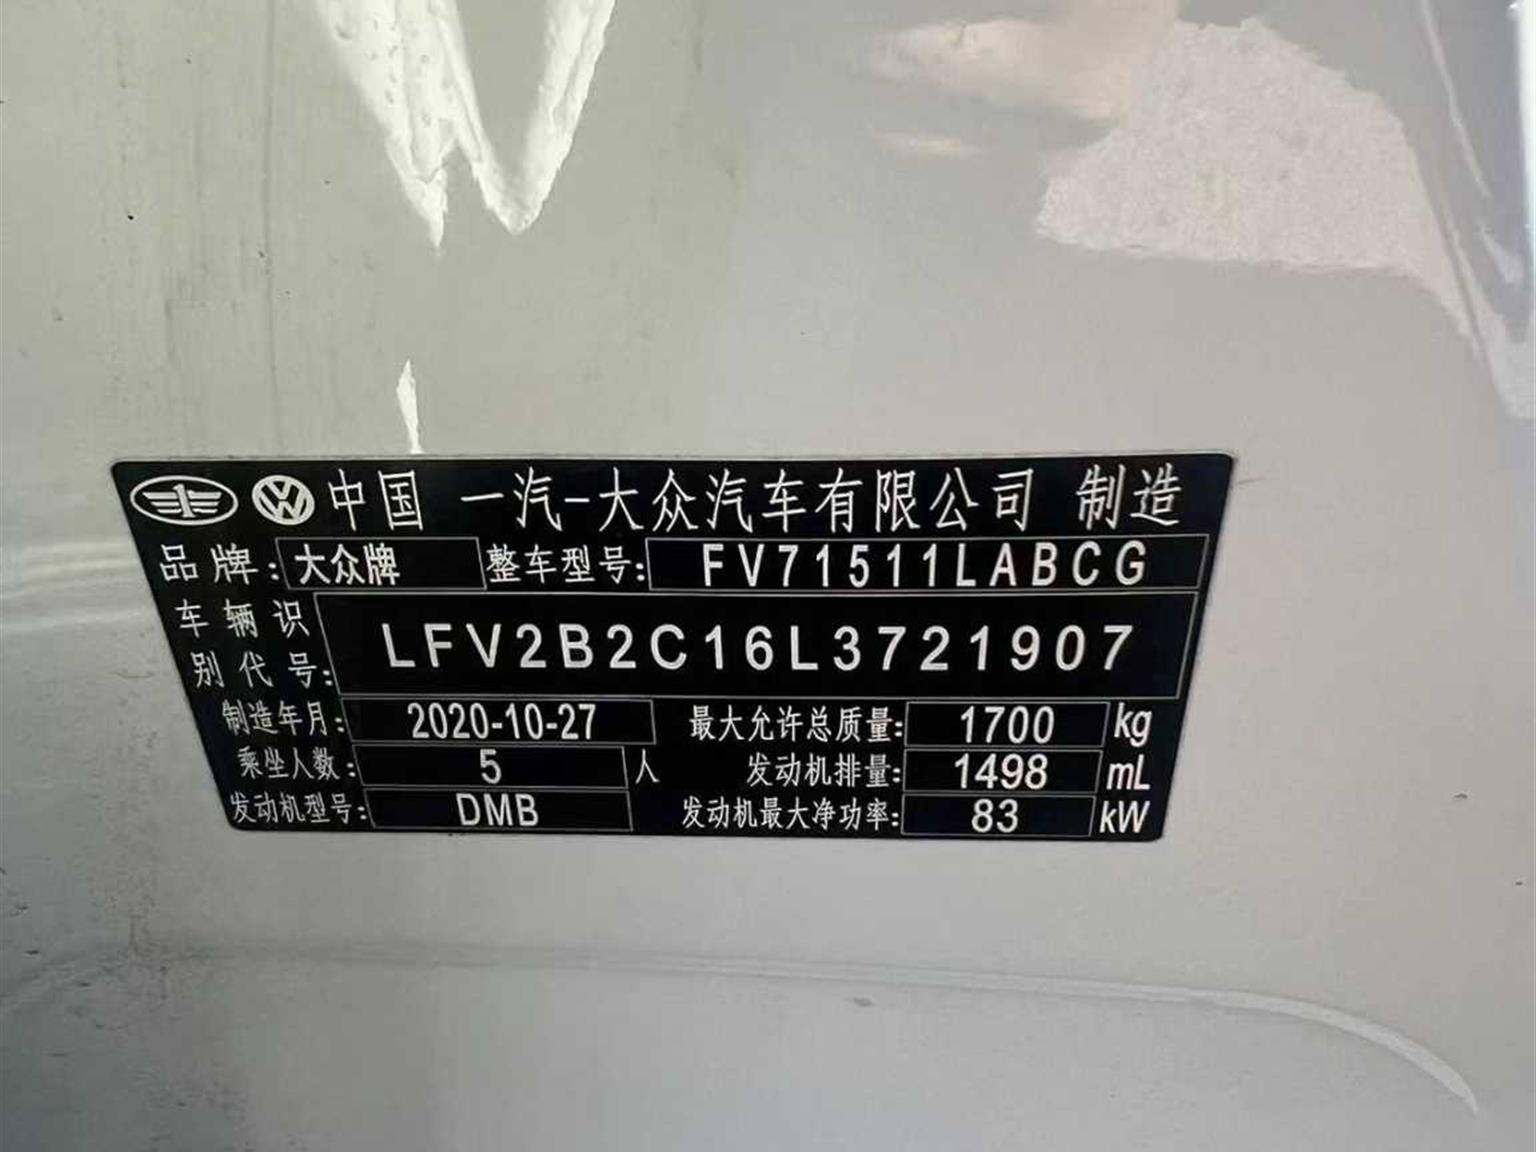 中国 一汽-大众汽车有限公司 制造
品牌: 大众牌 整车型号: FV71511LABCG
车辆识别代号: LFV2B2C16L3721907
制造年月: 2020-10-27 最大允许总质量: 1700 kg
乘坐人数: 5 人 发动机排量: 1498 mL
发动机型号: DMB 发动机最大净功率: 83 kW